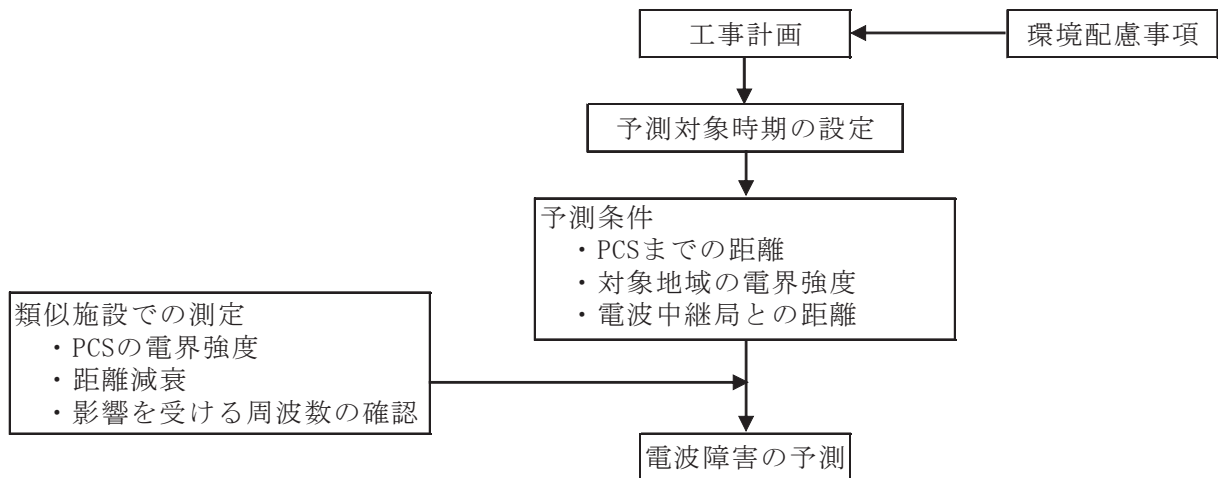 工事計画
環境配慮事項
予測対象時期の設定
予測条件
・PCSまでの距離
・対象地域の電界強度
・電波中継局との距離
類似施設での測定
・PCSの電界強度
・距離減衰
・影響を受ける周波数の確認
電波障害の予測